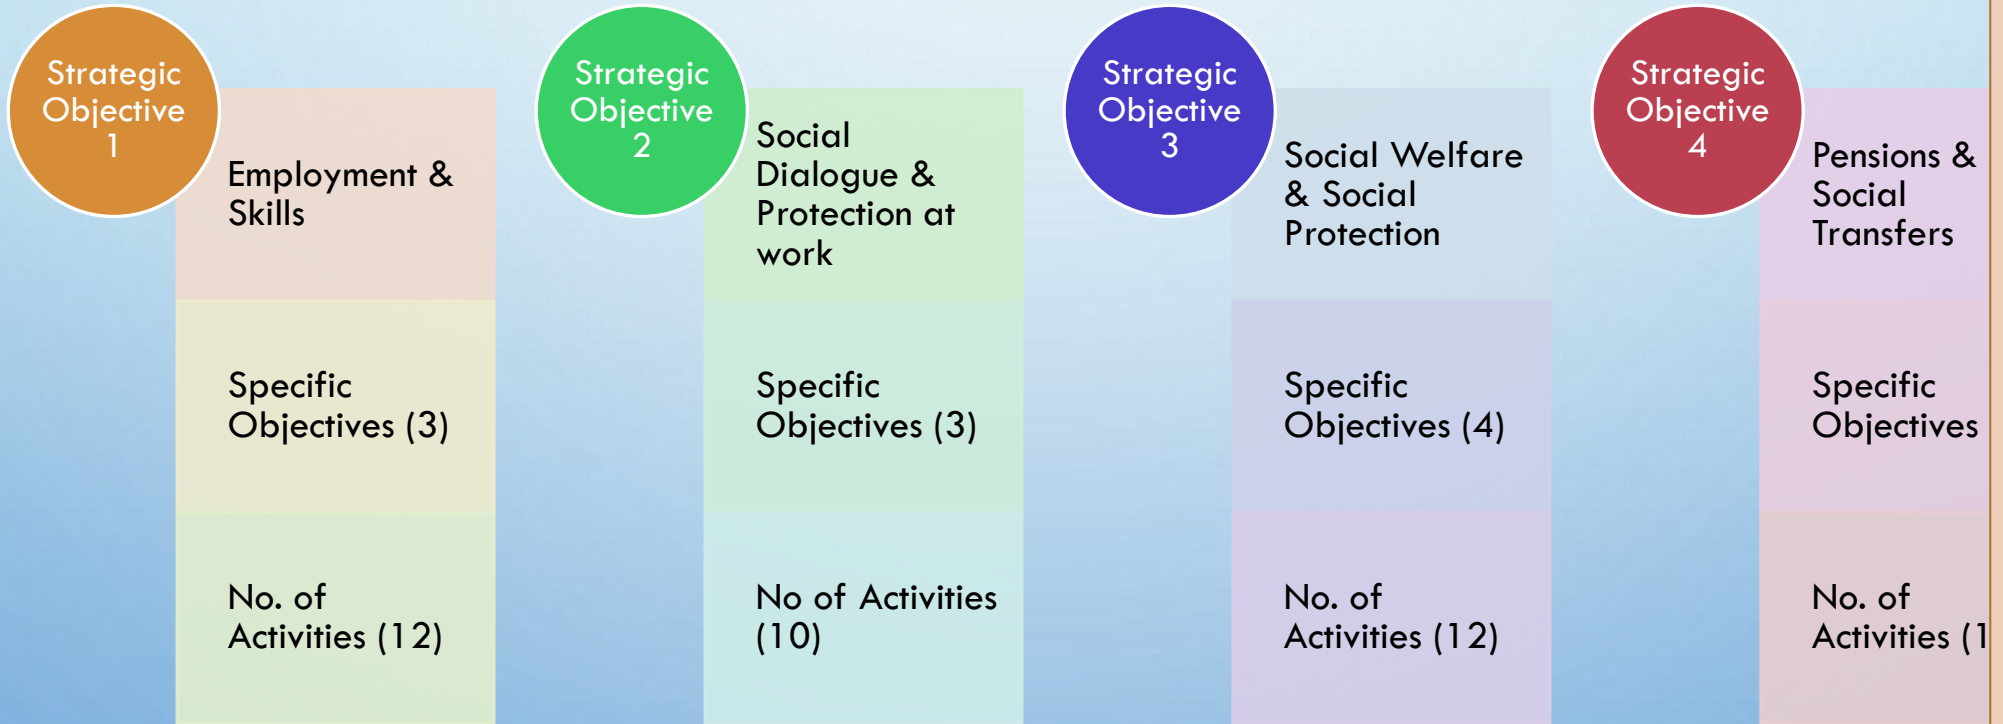 Strategic
Objective
1
Employment &
Skills
Specific
Objectives (3)
No. of
Activities (12)
Strategic
Objective
2
Social
Dialogue &
Protection at
work
Specific
Objectives (3)
No of Activities
(10)
Strategic
Objective
3
Social Welfare
& Social
Protection
Specific
Objectives (4)
No. of
Activities (12)
Strategic
Objective
4
Pensions &
Social
Transfers
Specific
Objectives
No. of
Activities